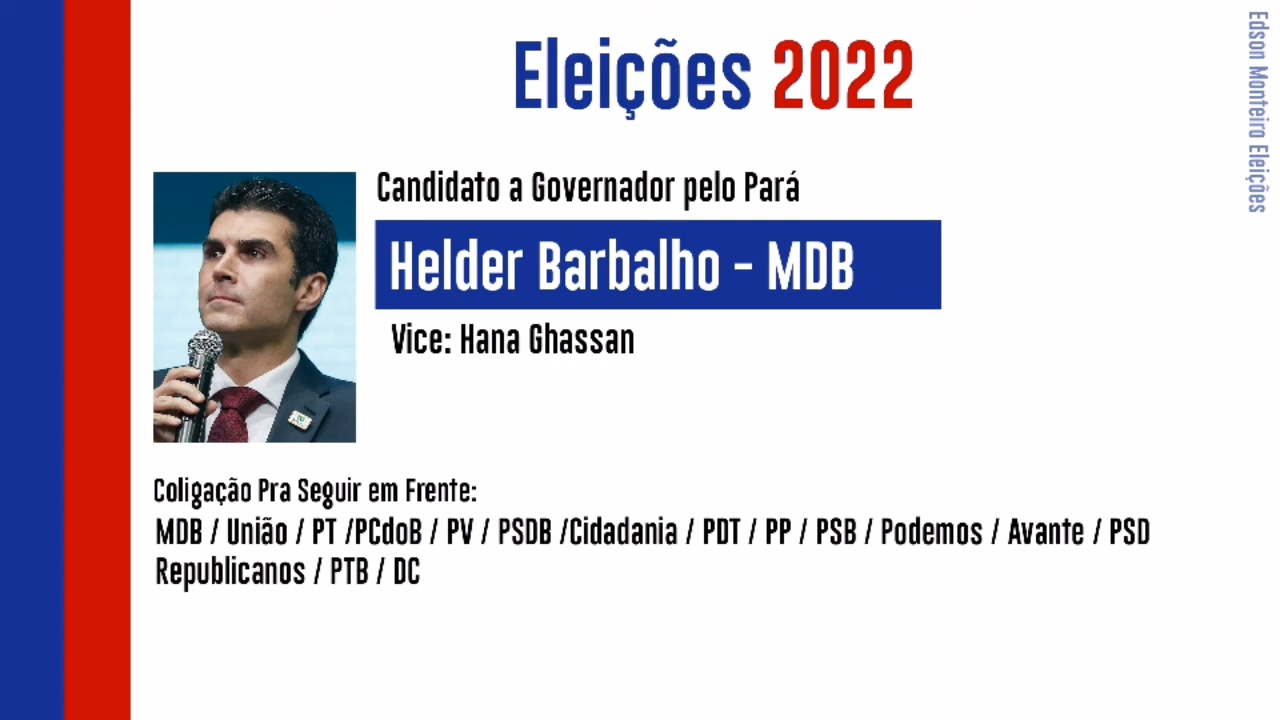 Eleições 2022
Edson Monteiro Eleições
Candidato a Governador pelo Pará
Helder Barbalho - MDB
Vice: Hana Ghassan
Coligação Pra Seguir em Frente:
MDB / União / PT /PCdoB / PV / PSDB /Cidadania / PDT / PP / PSB / Podemos / Avante / PSD
Republicanos / PTB / DC